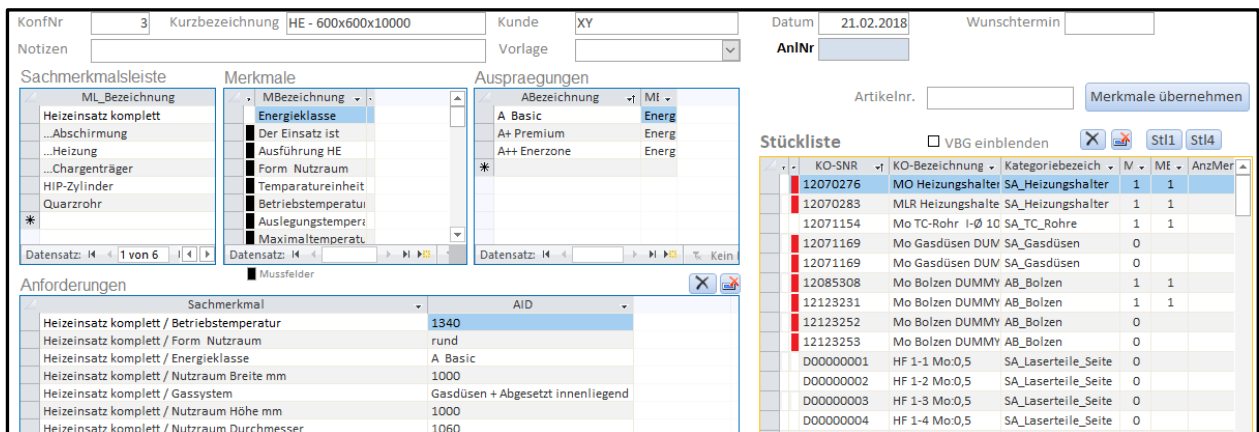 KonfNr 3 Kurzbezeichnung HE - 600x600x10000 Kunde XY Datum 21.02.2018 Wunschtermin
Notizen Vorlage AnlNr
Sachmerkmalsleiste Merkmale Auspraegungen
ML_Bezeichnung
Heizeinsatz komplett
...Abschirmung
...Heizung
...Chargenträger
HIP-Zylinder
Quarzrohr
Datensatz: 1 von 6
MBezeichnung
Energieklasse
Der Einsatz ist
Ausführung HE
Form Nutzraum
Temperatureinheit
Betriebstemperatur
Auslegungstempera
Maximaltemperatu
Datensatz:
Mussfelder
ABezeichnung ME
A Basic Energ
A+ Premium Energ
A++ Enerzone Energ
Datensatz: Kein
Artikelnr. Merkmale übernehmen
Stückliste VBG einblenden Stl1 Stl4
KO-SNR KO-Bezeichnung Kategoriebezeich M ME AnzMer
12070276 MO Heizungshalter SA_Heizungshalter 1 1
12070283 MLR Heizungshalte SA_Heizungshalter 1 1
12071154 Mo TC-Rohr I-Ø 10 SA_TC_Rohre 1 1
12071169 Mo Gasdüsen DUM SA_Gasdüsen 0
12071169 Mo Gasdüsen DUM SA_Gasdüsen 0
12085308 Mo Bolzen DUMMY AB_Bolzen 1 1
12123231 Mo Bolzen DUMMY AB_Bolzen 1 1
12123252 Mo Bolzen DUMMY AB_Bolzen 0
12123253 Mo Bolzen DUMMY AB_Bolzen 0
D00000001 HF 1-1 Mo:0,5 SA_Laserteile_Seite 0
D00000002 HF 1-2 Mo:0,5 SA_Laserteile_Seite 0
D00000003 HF 1-3 Mo:0,5 SA_Laserteile_Seite 0
D00000004 HF 1-4 Mo:0,5 SA_Laserteile_Seite 0
Anforderungen
Sachmerkmal AID
Heizeinsatz komplett / Betriebstemperatur 1340
Heizeinsatz komplett / Form Nutzraum rund
Heizeinsatz komplett / Energieklasse A Basic
Heizeinsatz komplett / Nutzraum Breite mm 1000
Heizeinsatz komplett / Gassystem Gasdüsen + Abgesetzt innenliegend
Heizeinsatz komplett / Nutzraum Höhe mm 1000
Heizeinsatz komplett / Nutzraum Durchmesser 1060